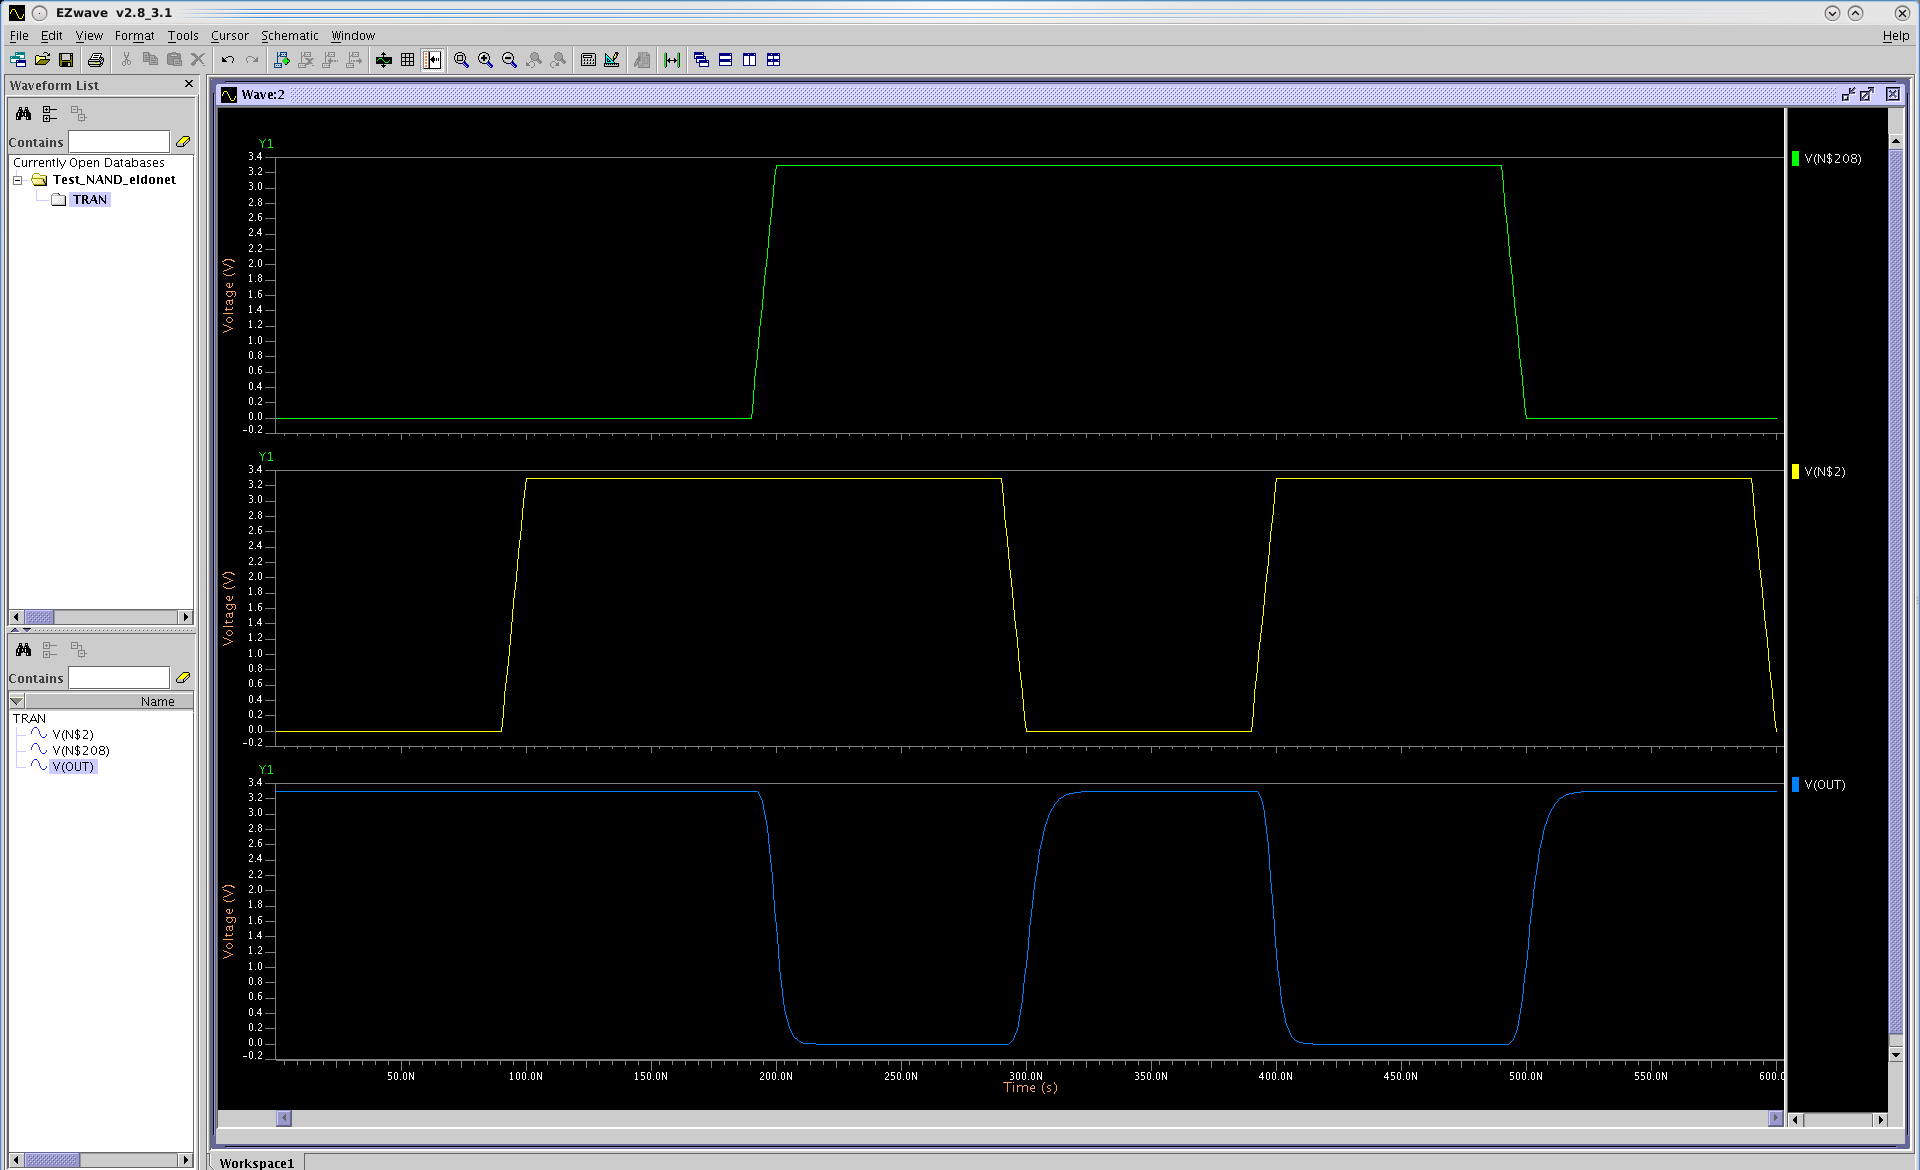 EZwave v2.8_3.1
File Edit View Format Tools Cursor Schematic Window Help
Waveform List
Contains
Currently Open Databases
Test_NAND_eldonet
TRAN
Contains
Name
TRAN
V(N$2)
V(N$208)
V(OUT)
Wave:2
Y1
3.4
3.2
3.0
2.8
2.6
2.4
2.2
2.0
1.8
1.6
1.4
1.2
1.0
0.8
0.6
0.4
0.2
0.0
-0.2
Voltage (V)
V(N$208)
Y1
3.4
3.2
3.0
2.8
2.6
2.4
2.2
2.0
1.8
1.6
1.4
1.2
1.0
0.8
0.6
0.4
0.2
0.0
-0.2
Voltage (V)
V(N$2)
Y1
3.4
3.2
3.0
2.8
2.6
2.4
2.2
2.0
1.8
1.6
1.4
1.2
1.0
0.8
0.6
0.4
0.2
0.0
-0.2
Voltage (V)
V(OUT)
50.0N 100.0N 150.0N 200.0N 250.0N 300.0N 350.0N 400.0N 450.0N 500.0N 550.0N 600.0
Time (s)
Workspace1